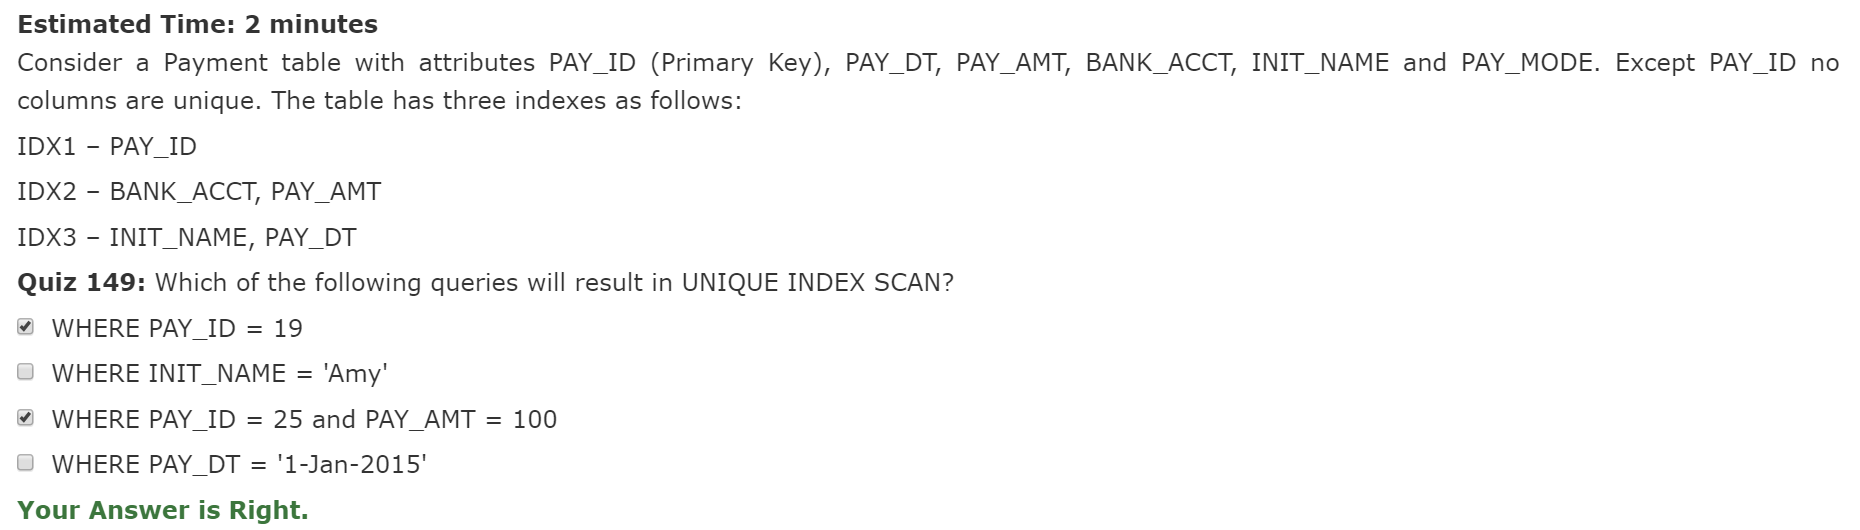 Estimated Time: 2 minutes
Consider a Payment table with attributes PAY_ID (Primary Key), PAY_DT, PAY_AMT, BANK_ACCT, INIT_NAME and PAY_MODE. Except PAY_ID no
columns are unique. The table has three indexes as follows:
IDX1 – PAY_ID
IDX2 – BANK_ACCT, PAY_AMT
IDX3 – INIT_NAME, PAY_DT
Quiz 149: Which of the following queries will result in UNIQUE INDEX SCAN?
WHERE PAY_ID = 19
WHERE INIT_NAME = 'Amy'
WHERE PAY_ID = 25 and PAY_AMT = 100
WHERE PAY_DT = '1-Jan-2015'
Your Answer is Right.